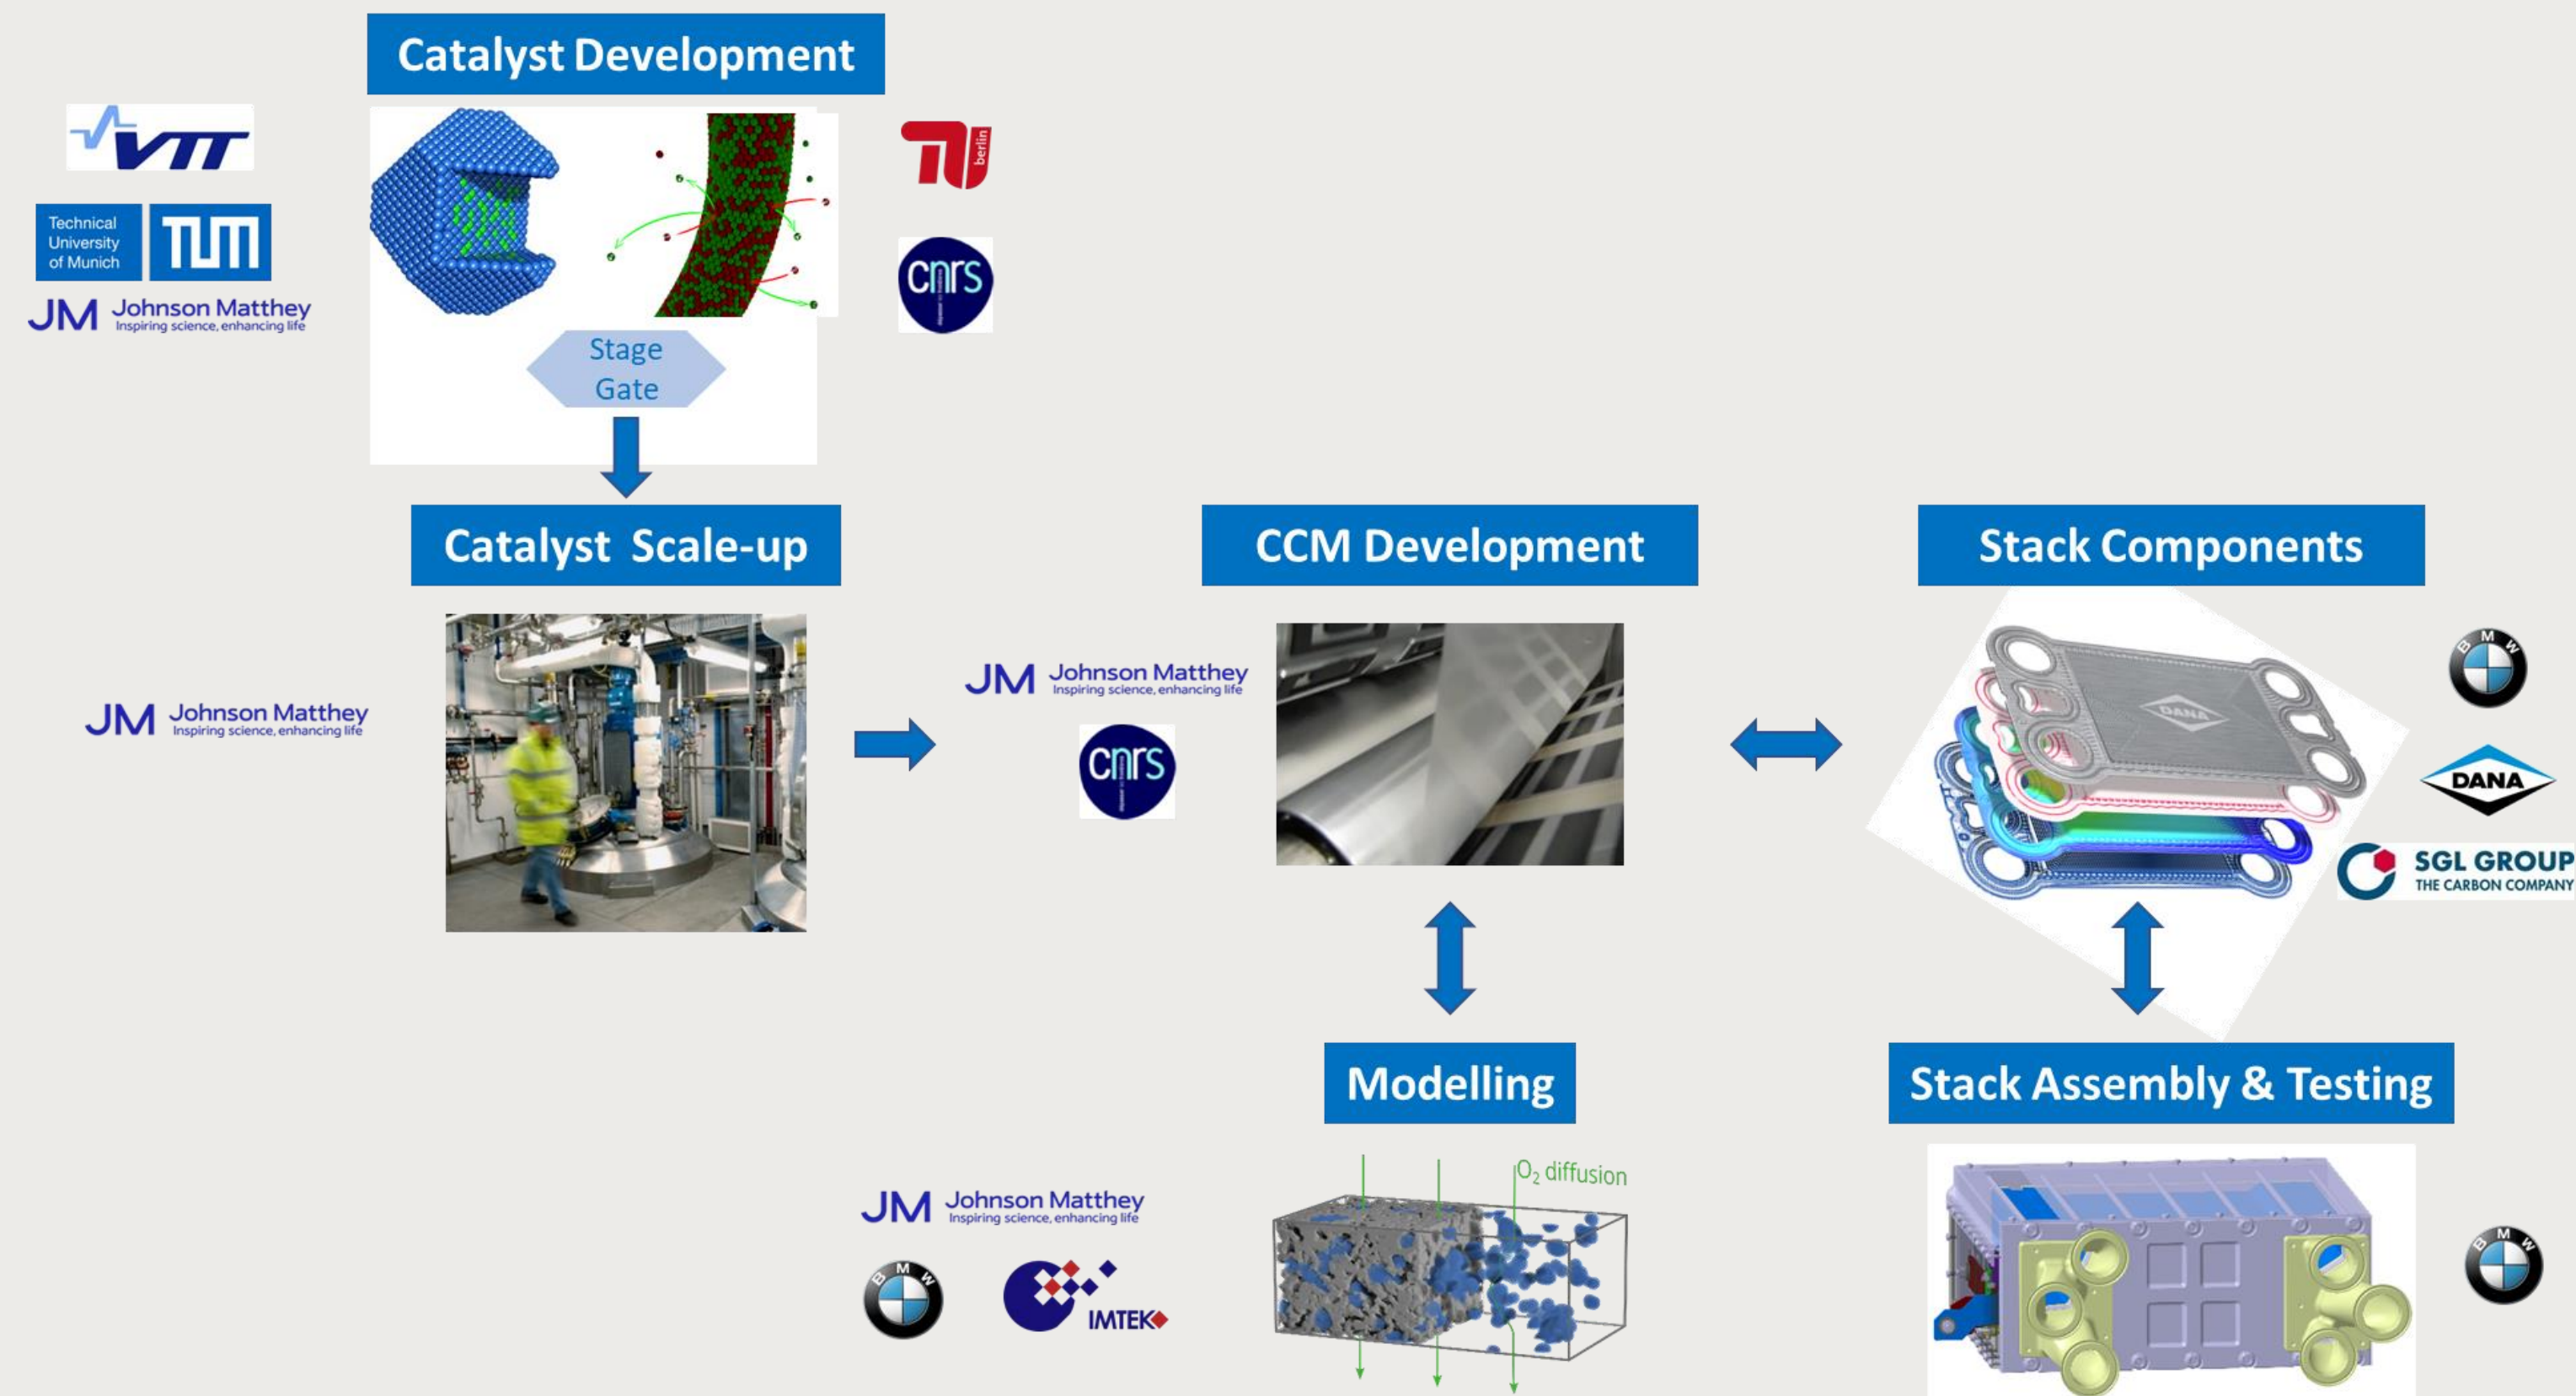 Catalyst Development
VTT
Technical
University
of Munich
TUM
JM Johnson Matthey
Inspiring science, enhancing life
TU
berlin
cnrs
Stage
Gate
Catalyst Scale-up
JM Johnson Matthey
Inspiring science, enhancing life
CCM Development
JM Johnson Matthey
Inspiring science, enhancing life
cnrs
Stack Components
DANA
BMW
DANA
SGL GROUP
THE CARBON COMPANY
Modelling
O₂ diffusion
JM Johnson Matthey
Inspiring science, enhancing life
BMW
IMTEK
Stack Assembly & Testing
BMW